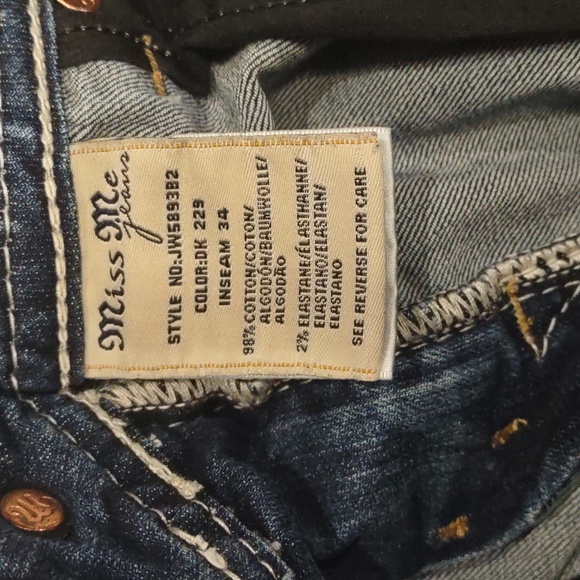 Miss Me
jeans
STYLE NO:JW5893B2
COLOR:DK 229
INSEAM 34
98% COTTON/COTON/
ALGODÓN/BAUMWOLLE/
ALGODÃO
2% ELASTANE/ÉLASTHANNE/
ELASTANO/ELASTAN/
ELASTANO
SEE REVERSE FOR CARE